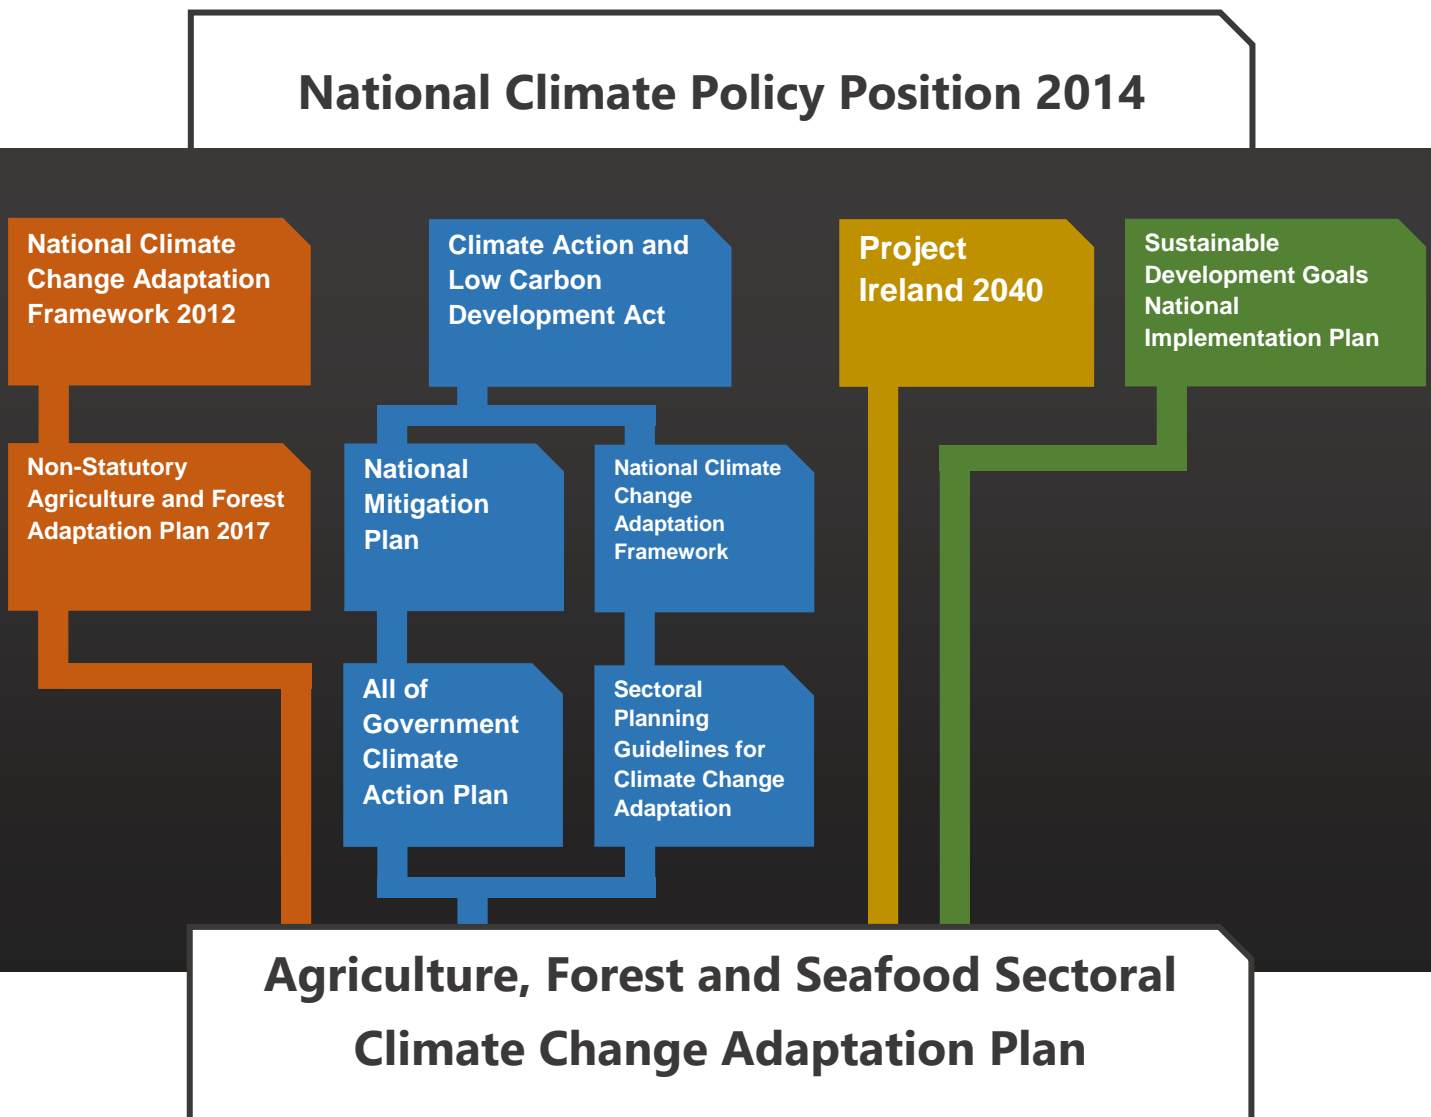 National Climate Policy Position 2014
National Climate
Change Adaptation
Framework 2012
Climate Action and
Low Carbon
Development Act
Project
Ireland 2040
Sustainable
Development Goals
National
Implementation Plan
Non-Statutory
Agriculture and Forest
Adaptation Plan 2017
National
Mitigation
Plan
National Climate
Change
Adaptation
Framework
All of
Government
Climate
Action Plan
Sectoral
Planning
Guidelines for
Climate Change
Adaptation
Agriculture, Forest and Seafood Sectoral
Climate Change Adaptation Plan